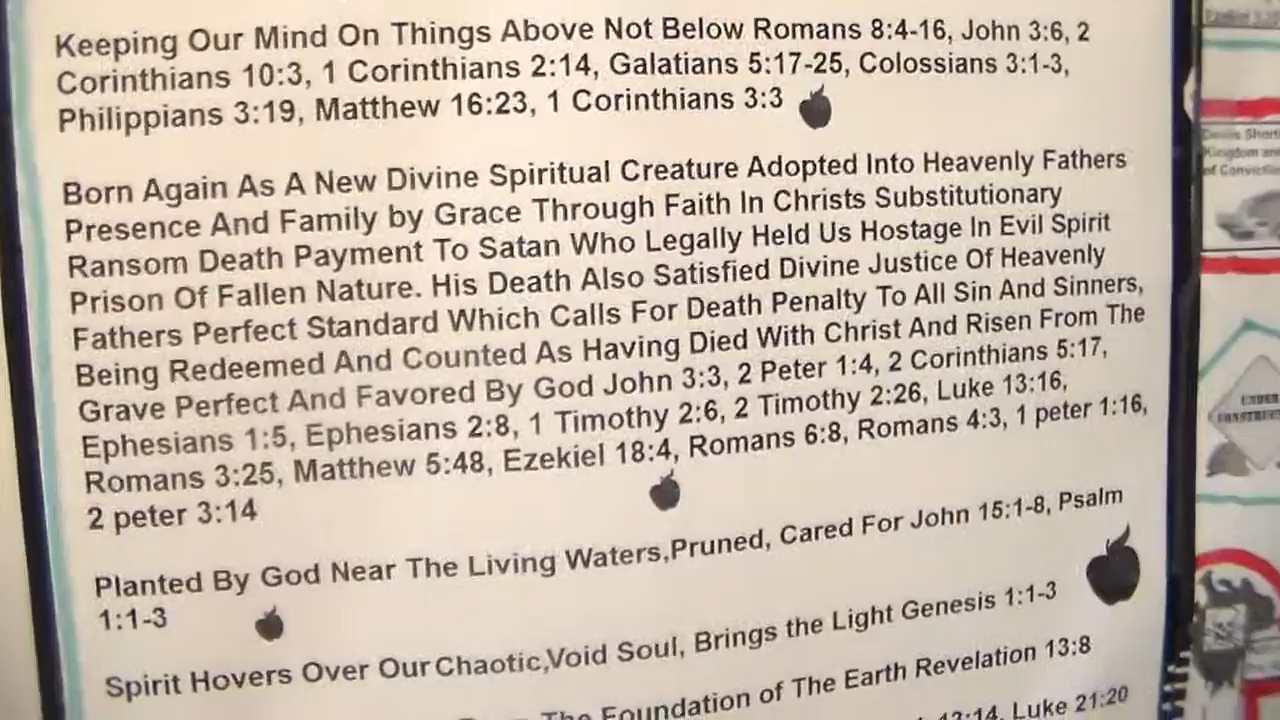 Keeping Our Mind On Things Above Not Below Romans 8:4-16, John 3:6, 2
Corinthians 10:3, 1 Corinthians 2:14, Galatians 5:17-25, Colossians 3:1-3,
Philippians 3:19, Matthew 16:23, 1 Corinthians 3:3
Born Again As A New Divine Spiritual Creature Adopted Into Heavenly Fathers
Presence And Family by Grace Through Faith In Christs Substitutionary
Ransom Death Payment To Satan Who Legally Held Us Hostage In Evil Spirit
Prison Of Fallen Nature. His Death Also Satisfied Divine Justice Of Heavenly
Fathers Perfect Standard Which Calls For Death Penalty To All Sin And Sinners,
Being Redeemed And Counted As Having Died With Christ And Risen From The
Grave Perfect And Favored By God John 3:3, 2 Peter 1:4, 2 Corinthians 5:17,
Ephesians 1:5, Ephesians 2:8, 1 Timothy 2:6, 2 Timothy 2:26, Luke 13:16,
Romans 3:25, Matthew 5:48, Ezekiel 18:4, Romans 6:8, Romans 4:3, 1 peter 1:16,
2 peter 3:14
Planted By God Near The Living Waters,Pruned, Cared For John 15:1-8, Psalm
1:1-3
Spirit Hovers Over Our Chaotic,Void Soul, Brings the Light Genesis 1:1-3
The Foundation of The Earth Revelation 13:8
Luke 21:20
Kingdom
UNDER